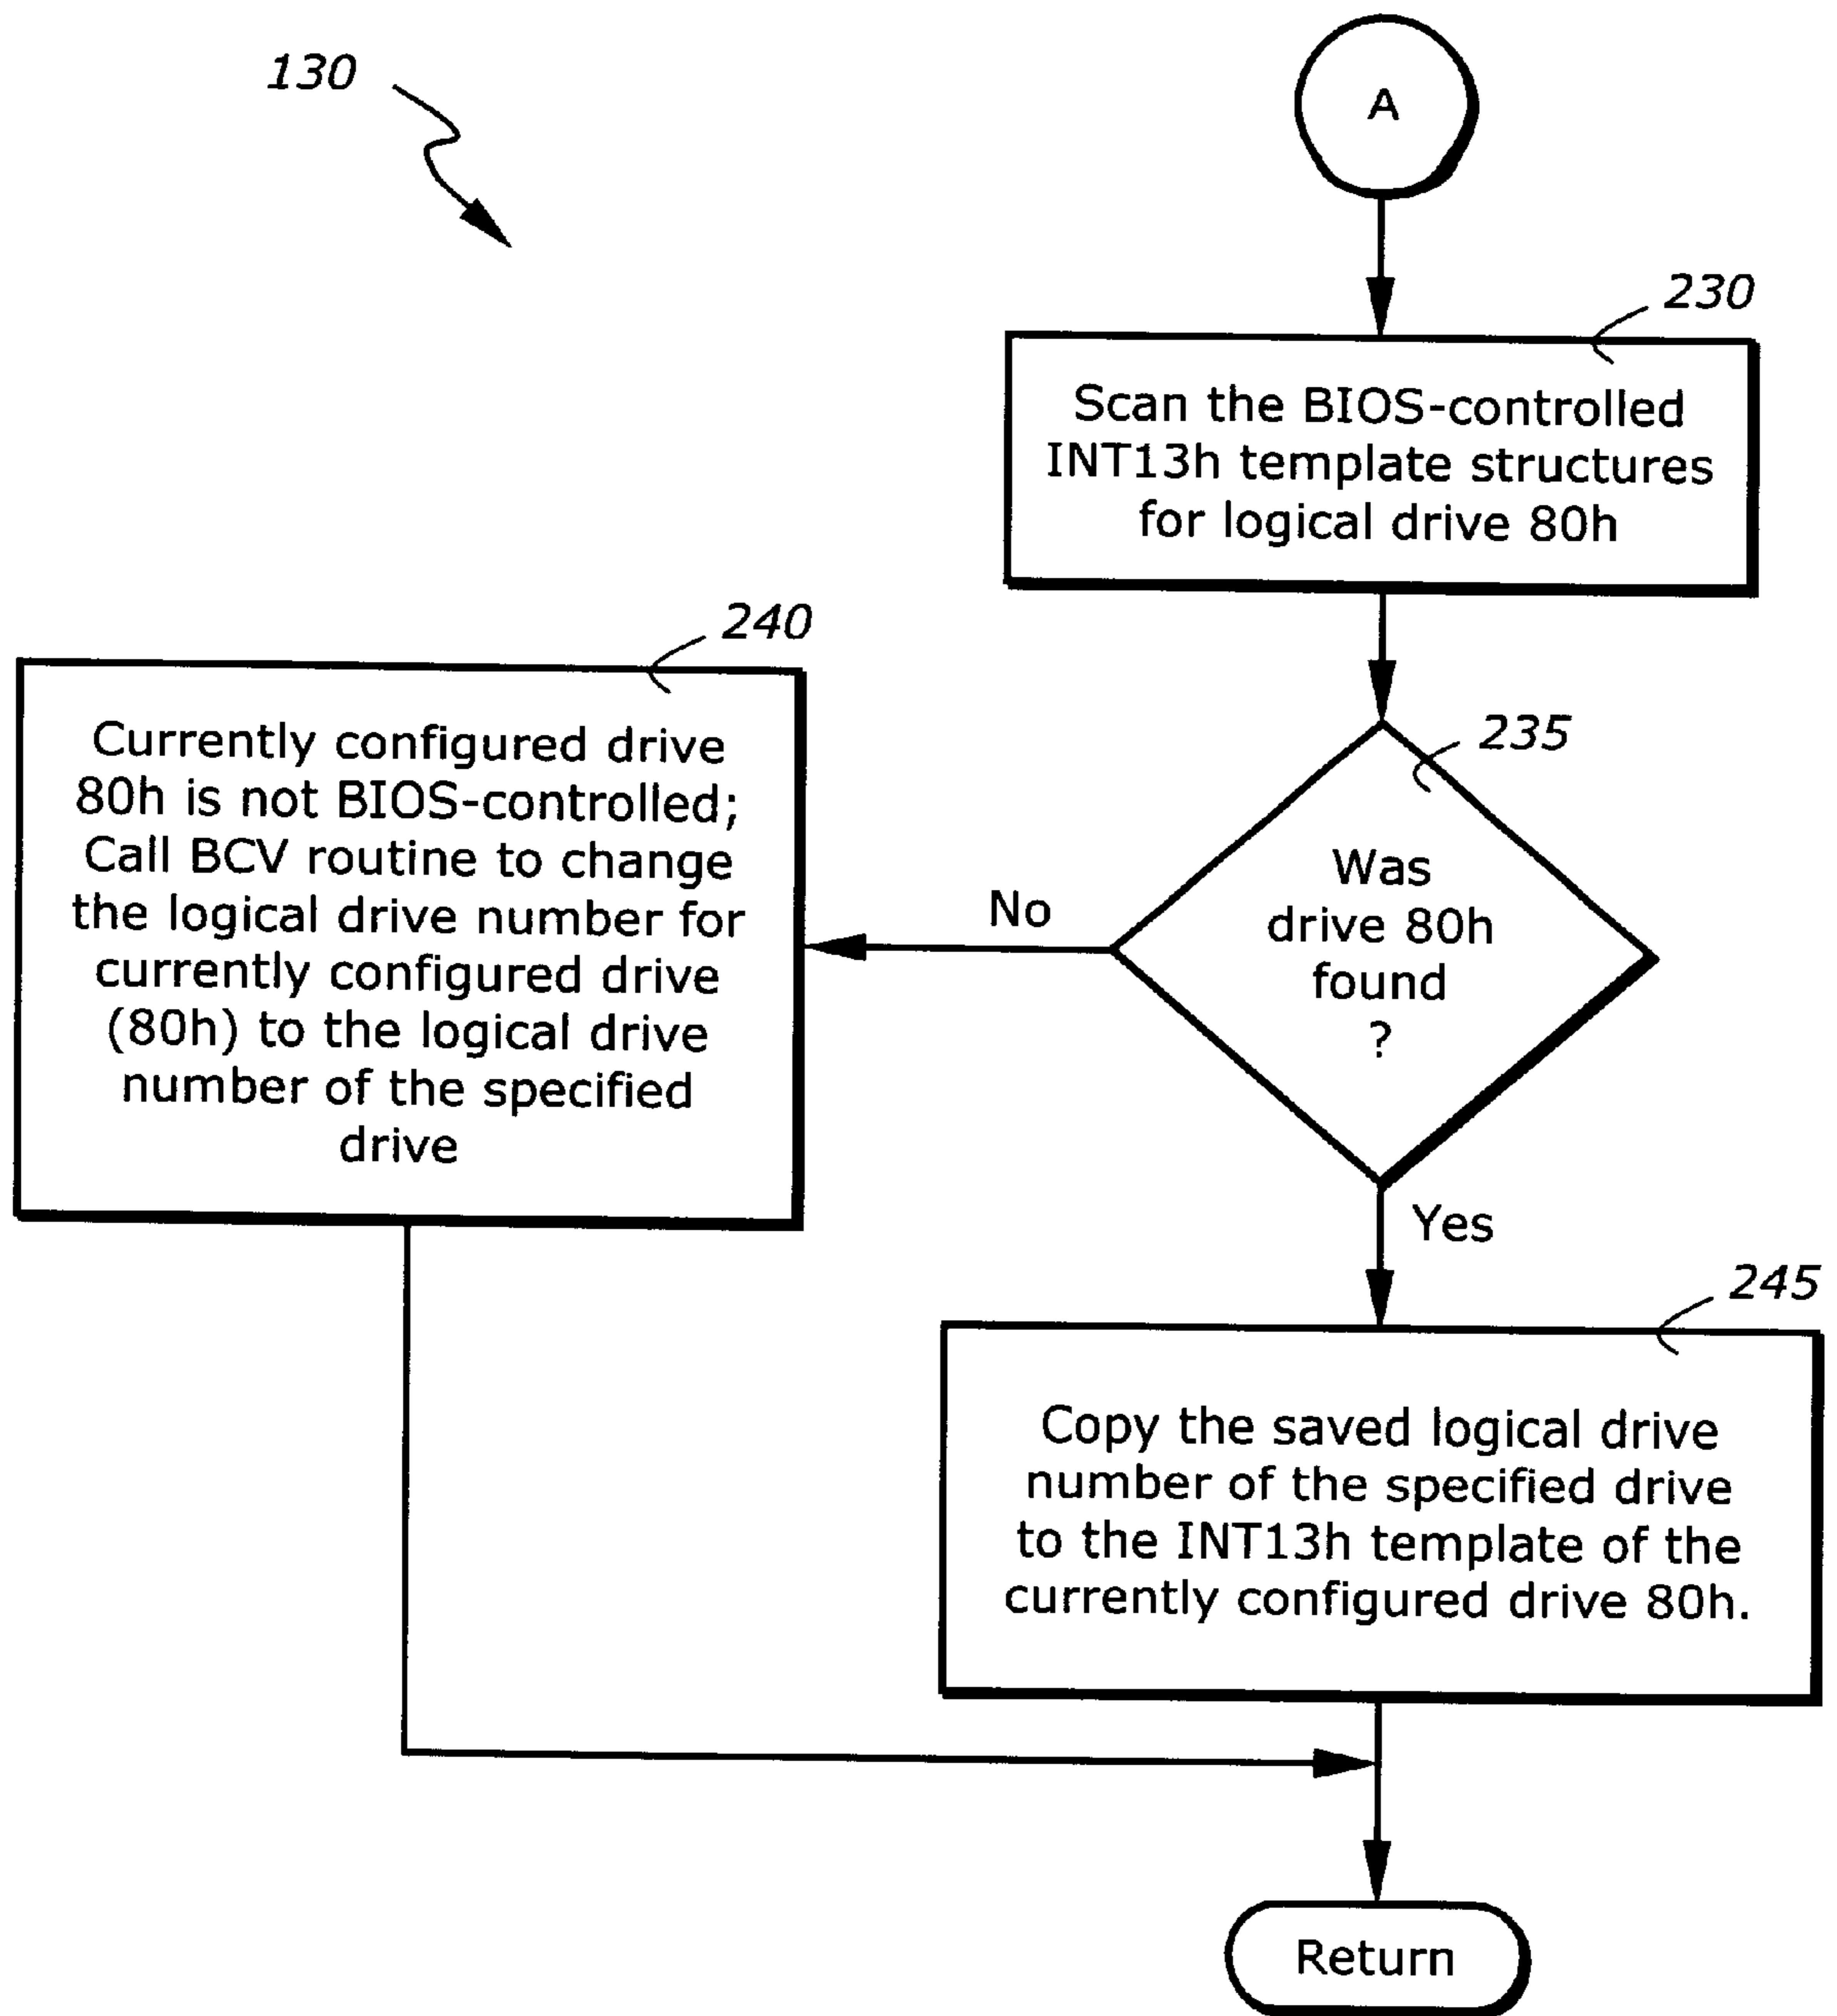 130
A
230
Scan the BIOS-controlled
INT13h template structures
for logical drive 80h
240
Currently configured drive
80h is not BIOS-controlled;
Call BCV routine to change
the logical drive number for
currently configured drive
(80h) to the logical drive
number of the specified
drive
235
Was
drive 80h
found
?
No
Yes
245
Copy the saved logical drive
number of the specified drive
to the INT13h template of the
currently configured drive 80h.
Return